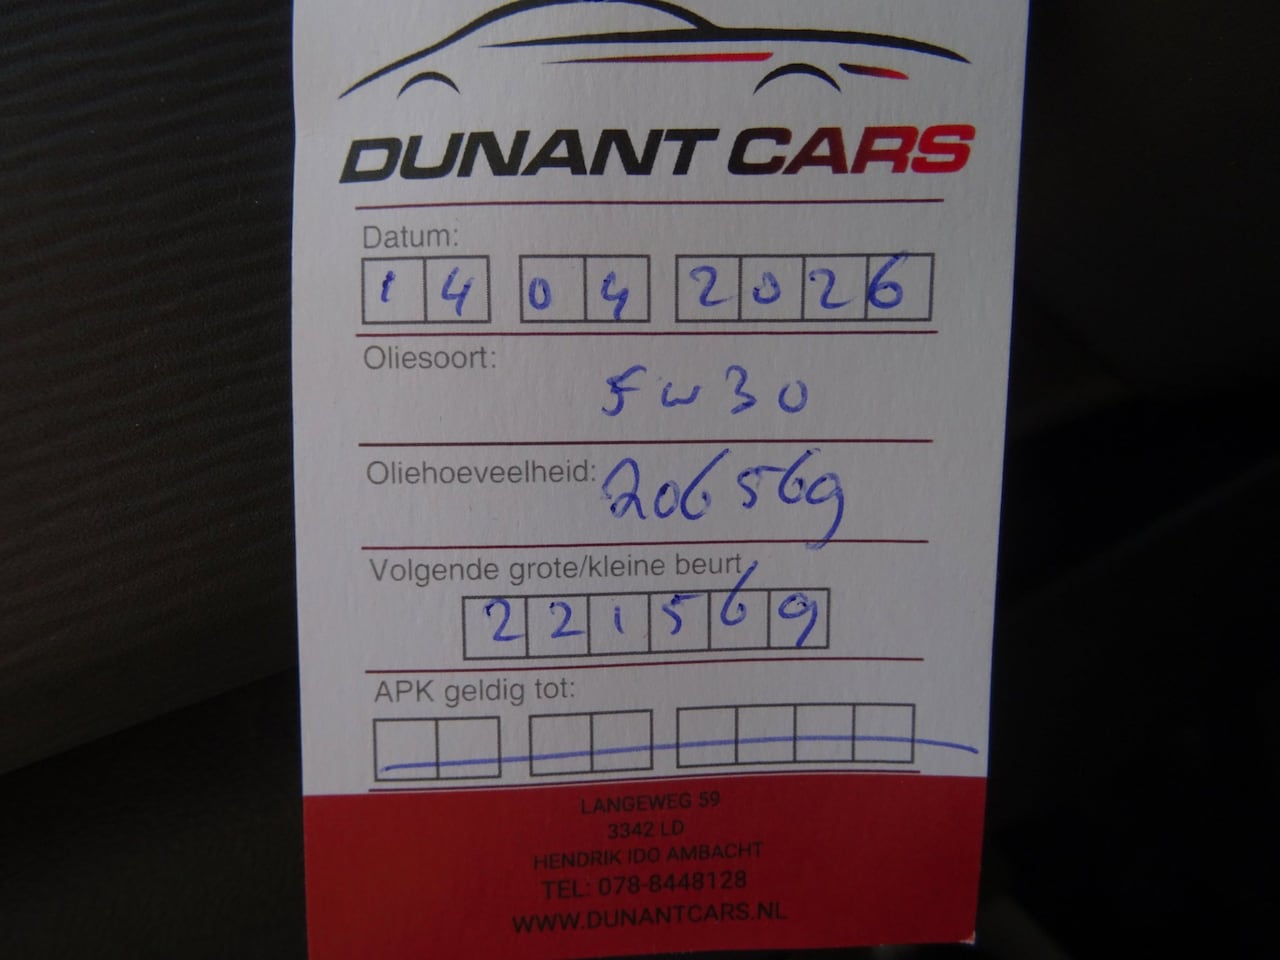 DUNANT CARS
Datum:
14 04 2026
Oliesoort:
5w30
Oliehoeveelheid: 206569
Volgende grote/kleine beurt
221569
APK geldig tot:
LANGEWEG 59
3342 LD
HENDRIK IDO AMBACHT
TEL: 078-8448128
WWW.DUNANTCARS.NL